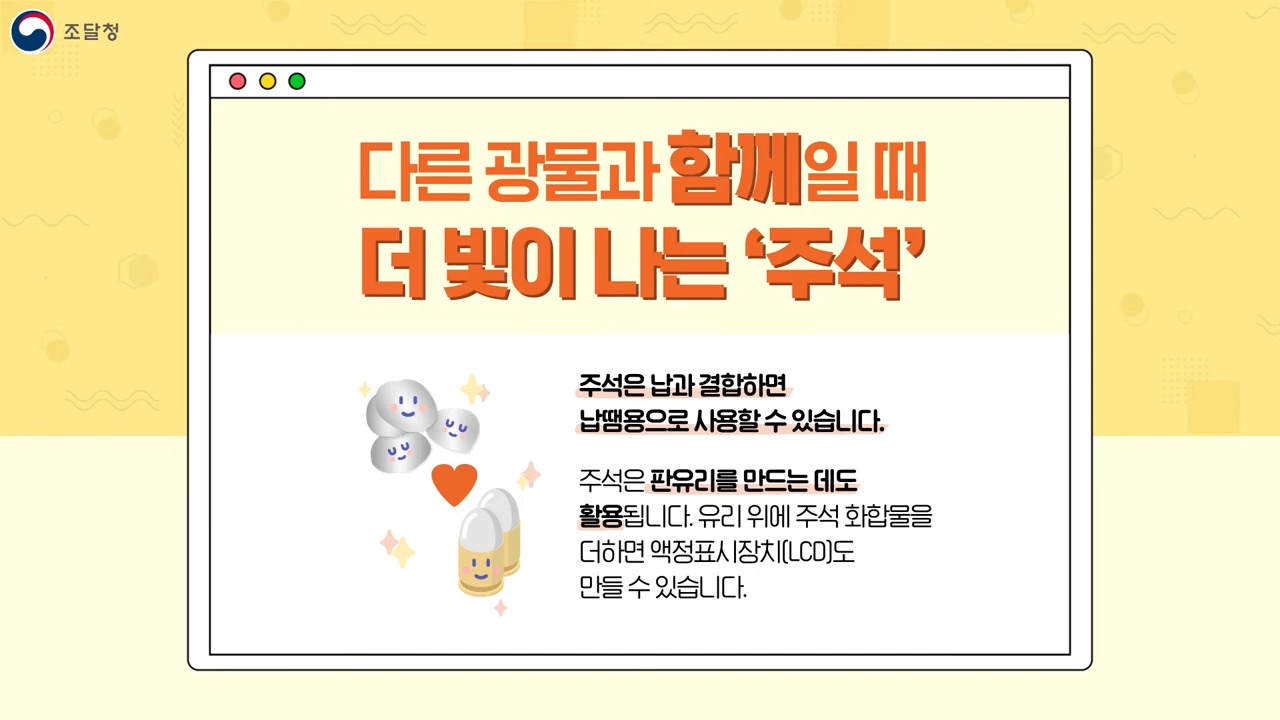 조달청
다른 광물과 함께일 때
더 빛이 나는 ‘주석’
주석은 납과 결합하면
납땜용으로 사용할 수 있습니다.
주석은 판유리를 만드는 데도
활용됩니다. 유리 위에 주석 화합물을
더하면 액정표시장치(LCD)도
만들 수 있습니다.